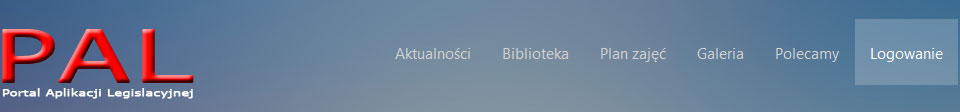 PAL
Portal Aplikacji Legislacyjnej
Aktualności Biblioteka Plan zajęć Galeria Polecamy Logowanie